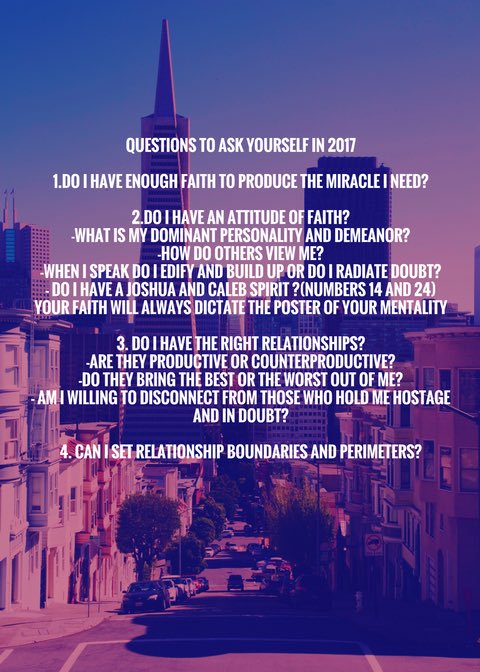 QUESTIONS TO ASK YOURSELF IN 2017
1.DO I HAVE ENOUGH FAITH TO PRODUCE THE MIRACLE I NEED?
2.DO I HAVE AN ATTITUDE OF FAITH?
-WHAT IS MY DOMINANT PERSONALITY AND DEMEANOR?
-HOW DO OTHERS VIEW ME?
-WHEN I SPEAK DO I EDIFY AND BUILD UP OR DO I RADIATE DOUBT?
- DO I HAVE A JOSHUA AND CALEB SPIRIT ?(NUMBERS 14 AND 24)
YOUR FAITH WILL ALWAYS DICTATE THE POSTER OF YOUR MENTALITY
3. DO I HAVE THE RIGHT RELATIONSHIPS?
-ARE THEY PRODUCTIVE OR COUNTERPRODUCTIVE?
-DO THEY BRING THE BEST OR THE WORST OUT OF ME?
- AM I WILLING TO DISCONNECT FROM THOSE WHO HOLD ME HOSTAGE
AND IN DOUBT?
4. CAN I SET RELATIONSHIP BOUNDARIES AND PERIMETERS?